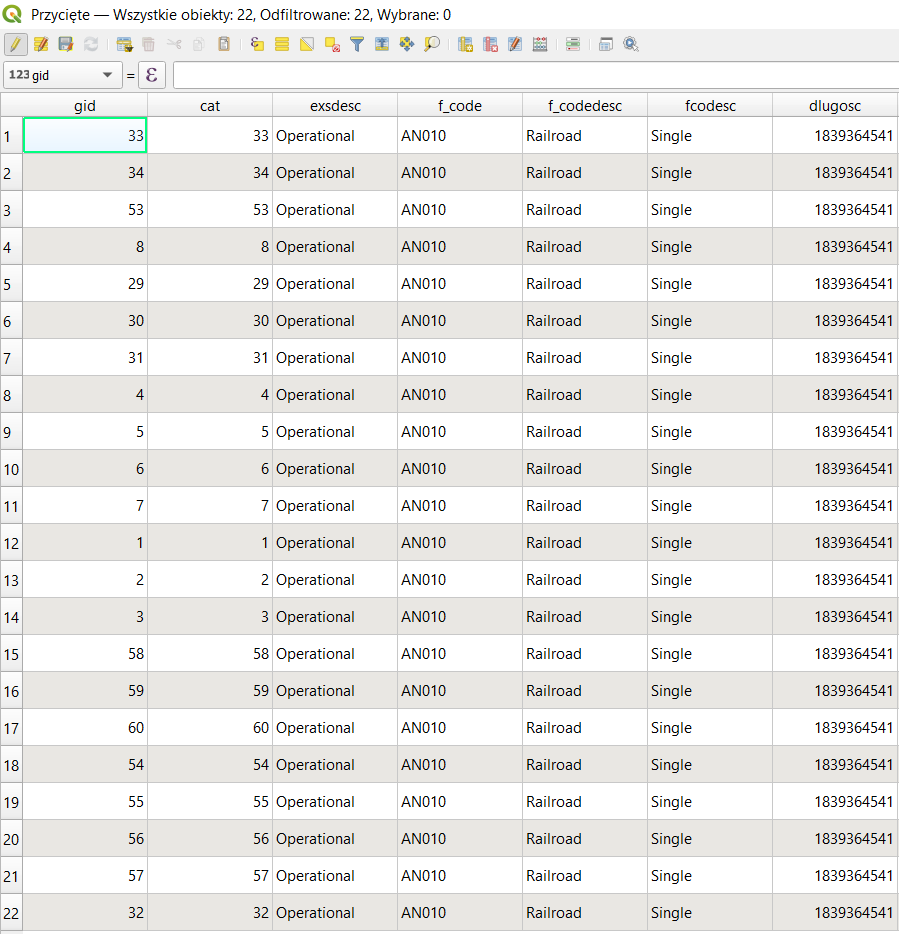 Przycięte — Wszystkie obiekty: 22, Odfiltrowane: 22, Wybrane: 0
123 gid = ε
gid cat exsdesc f_code f_codedesc fcodesc dlugosc
1 33 33 Operational AN010 Railroad Single 1839364541
2 34 34 Operational AN010 Railroad Single 1839364541
3 53 53 Operational AN010 Railroad Single 1839364541
4 8 8 Operational AN010 Railroad Single 1839364541
5 29 29 Operational AN010 Railroad Single 1839364541
6 30 30 Operational AN010 Railroad Single 1839364541
7 31 31 Operational AN010 Railroad Single 1839364541
8 4 4 Operational AN010 Railroad Single 1839364541
9 5 5 Operational AN010 Railroad Single 1839364541
10 6 6 Operational AN010 Railroad Single 1839364541
11 7 7 Operational AN010 Railroad Single 1839364541
12 1 1 Operational AN010 Railroad Single 1839364541
13 2 2 Operational AN010 Railroad Single 1839364541
14 3 3 Operational AN010 Railroad Single 1839364541
15 58 58 Operational AN010 Railroad Single 1839364541
16 59 59 Operational AN010 Railroad Single 1839364541
17 60 60 Operational AN010 Railroad Single 1839364541
18 54 54 Operational AN010 Railroad Single 1839364541
19 55 55 Operational AN010 Railroad Single 1839364541
20 56 56 Operational AN010 Railroad Single 1839364541
21 57 57 Operational AN010 Railroad Single 1839364541
22 32 32 Operational AN010 Railroad Single 1839364541